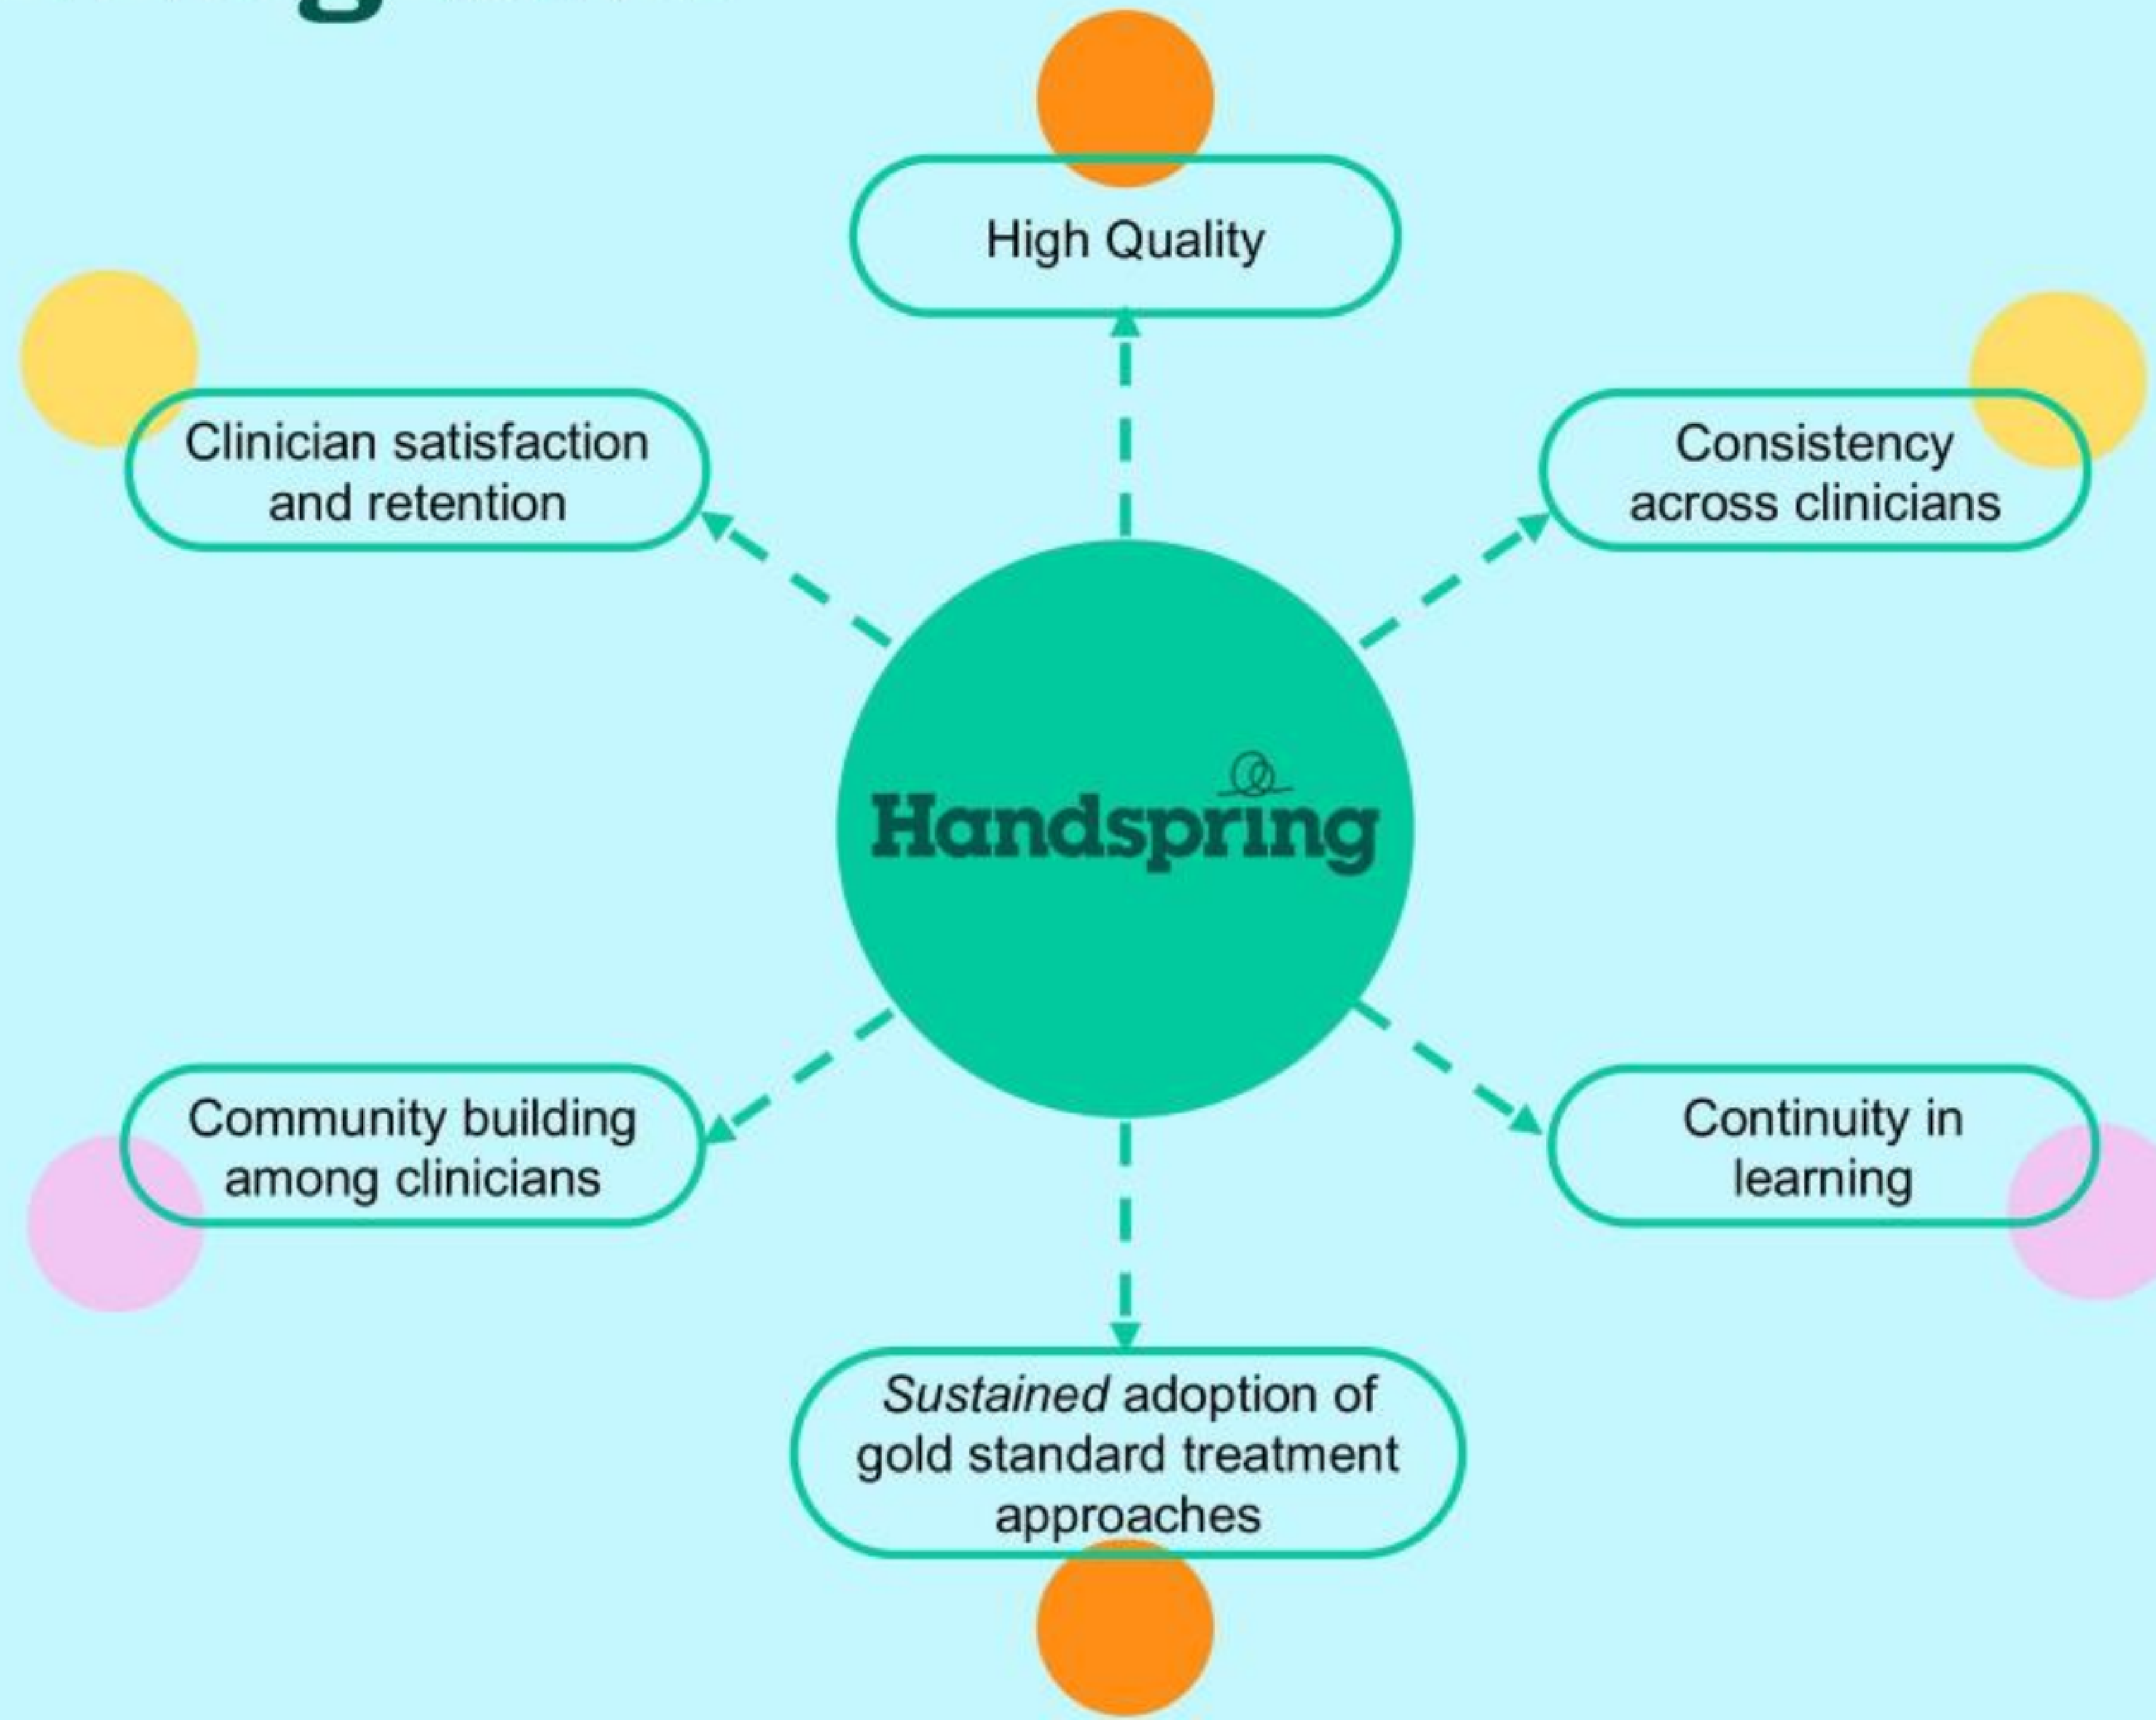 High Quality
Clinician satisfaction
and retention
Consistency
across clinicians
Handspring
Community building
among clinicians
Continuity in
learning
Sustained adoption of
gold standard treatment
approaches